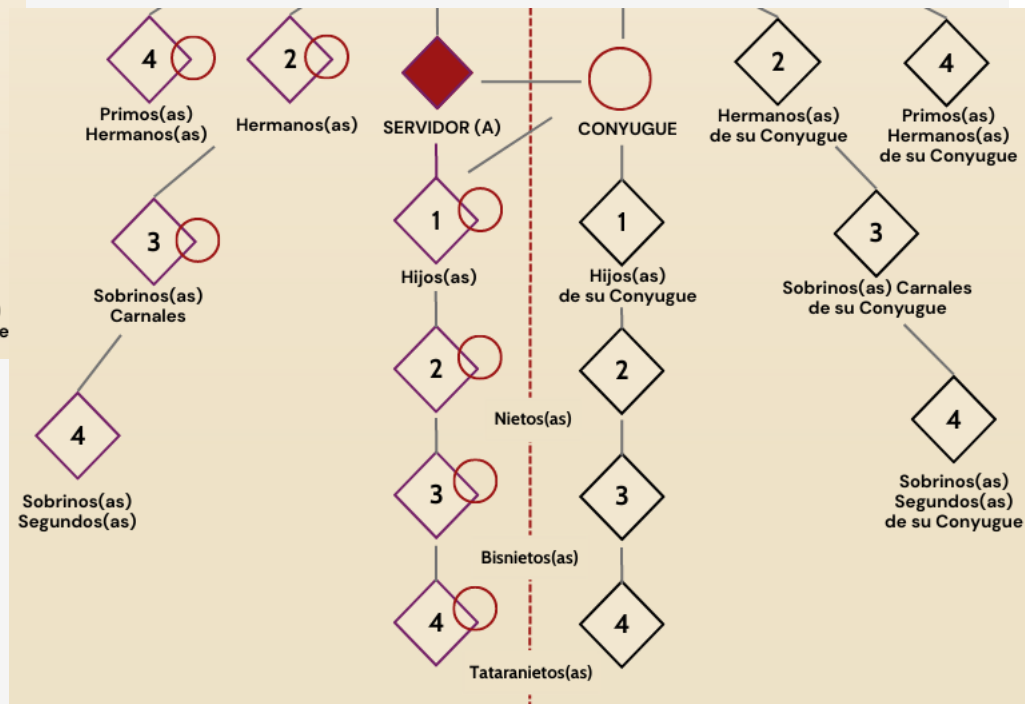 4
2
2
4
Primos(as)
Hermanos(as)
Hermanos(as)
SERVIDOR (A)
CONYUGUE
Hermanos(as)
de su Conyugue
Primos(as)
Hermanos(as)
de su Conyugue
3
1
1
3
Sobrinos(as)
Carnales
Hijos(as)
Hijos(as)
de su Conyugue
Sobrinos(as) Carnales
de su Conyugue
2
2
Nietos(as)
4
4
Sobrinos(as)
Segundos(as)
Sobrinos(as)
Segundos(as)
de su Conyugue
3
3
Bisnietos(as)
4
4
Tataranietos(as)